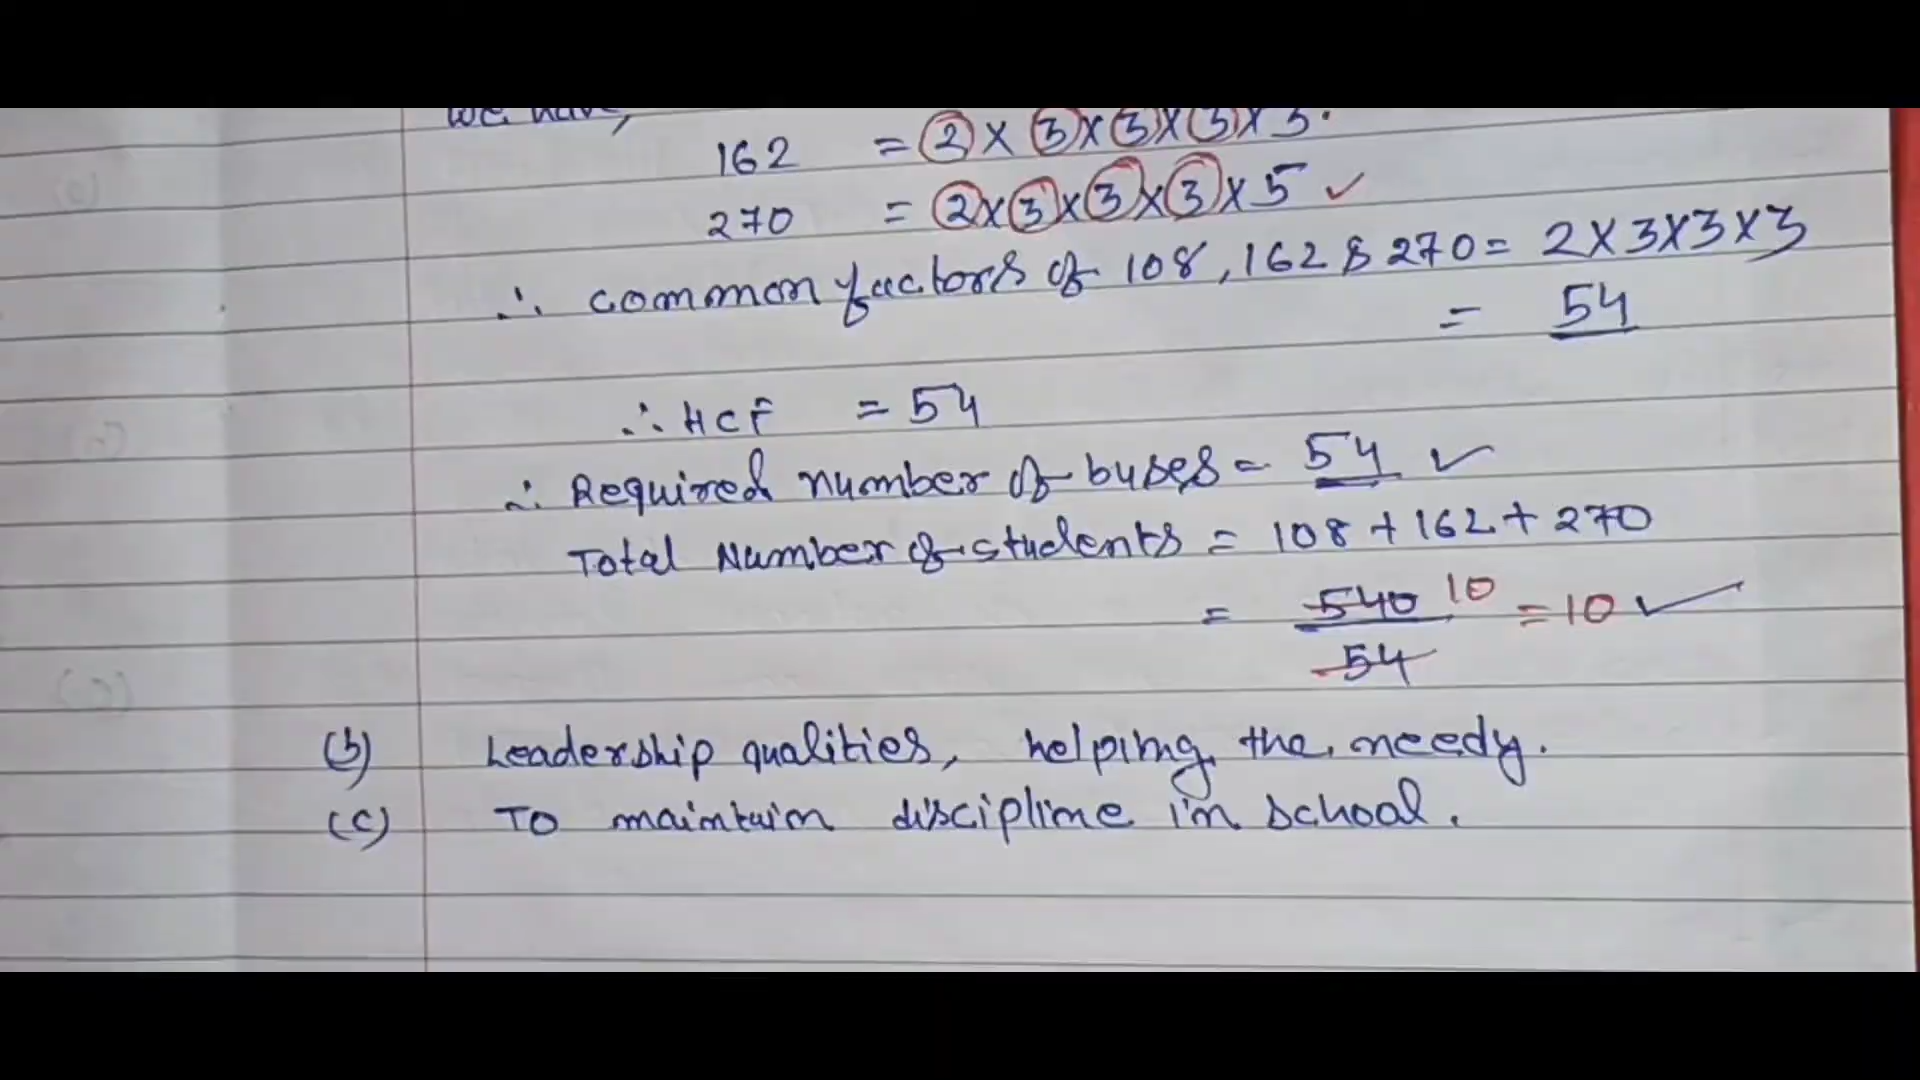 we have,
162 = 2 × 3 × 3 × 3 × 3.
270 = 2×3×3×3×5 ✓
∴ common factors of 108, 162 & 270 = 2×3×3×3
= 54
∴ HCF = 54
∴ Required number of buses = 54 ✓
Total Number of students = 108 + 162 + 270
= 540/54 10 = 10 ✓
(b) Leadership qualities, helping the needy.
(c) To maintain discipline in school.